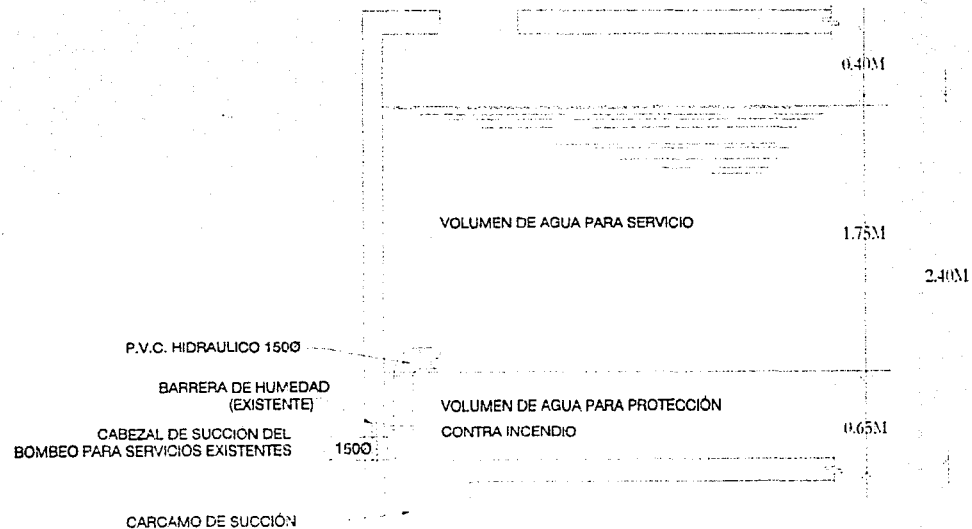 0.40M
VOLUMEN DE AGUA PARA SERVICIO
1.75M
2.40M
P.V.C. HIDRAULICO 150Ø
BARRERA DE HUMEDAD
(EXISTENTE)
VOLUMEN DE AGUA PARA PROTECCIÓN
CONTRA INCENDIO
0.65M
CABEZAL DE SUCCION DEL
BOMBEO PARA SERVICIOS EXISTENTES
150Ø
CARCAMO DE SUCCIÓN